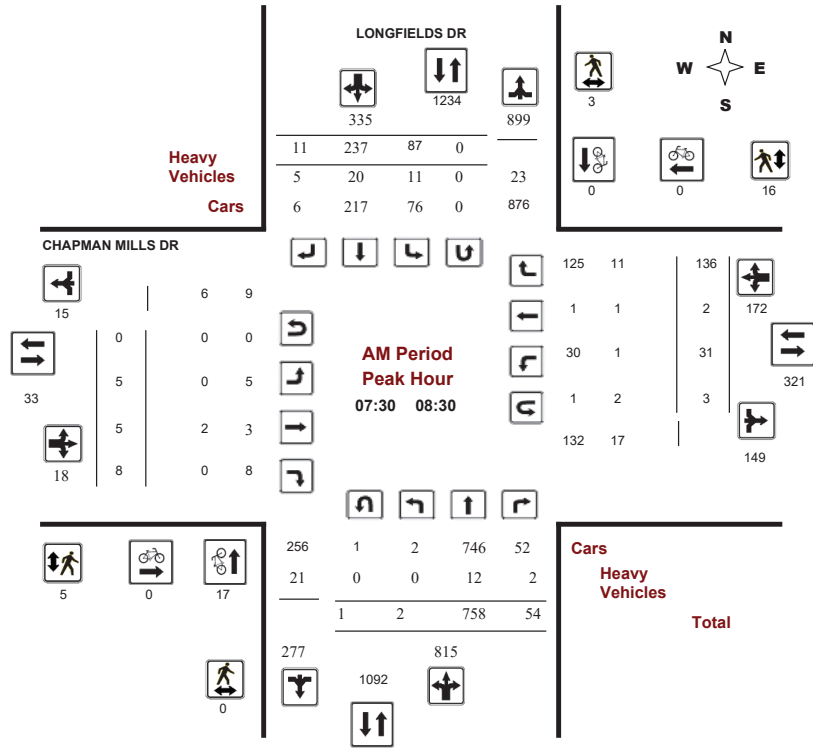 LONGFIELDS DR
N
W E
S
1234
3
335 899
11 237 87 0
Heavy
Vehicles
5 20 11 0 23
Cars
6 217 76 0 876
0 0 16
CHAPMAN MILLS DR
15
6 9
125 11 136
172
0 0 0
1 1 2
33
321
AM Period
Peak Hour
07:30 08:30
5 0 5
30 1 31
5 2 3
1 2 3
18
8 0 8
132 17
149
256 1 2 746 52
Cars
21 0 0 12 2
Heavy
Vehicles
5 0 17
1 2 758 54
Total
277 815
1092
0